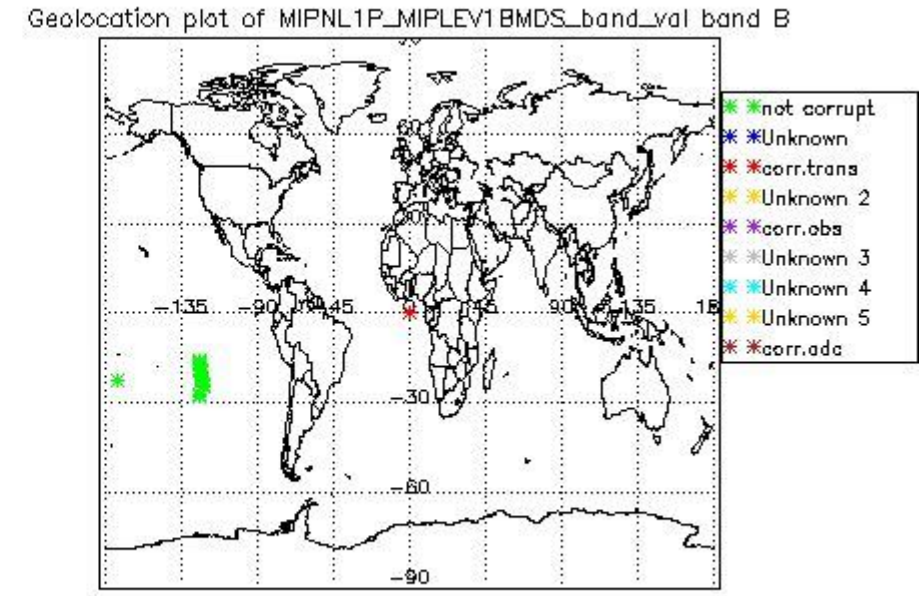 Geolocation plot of MIPNL1P_MIPLEV1BMDS_band_val band B
not corrupt
Unknown
corr.trans
Unknown 2
corr.obs
Unknown 3
Unknown 4
Unknown 5
corr.adc
60
-135 -90 45 45 90 135
-30
-60
-90